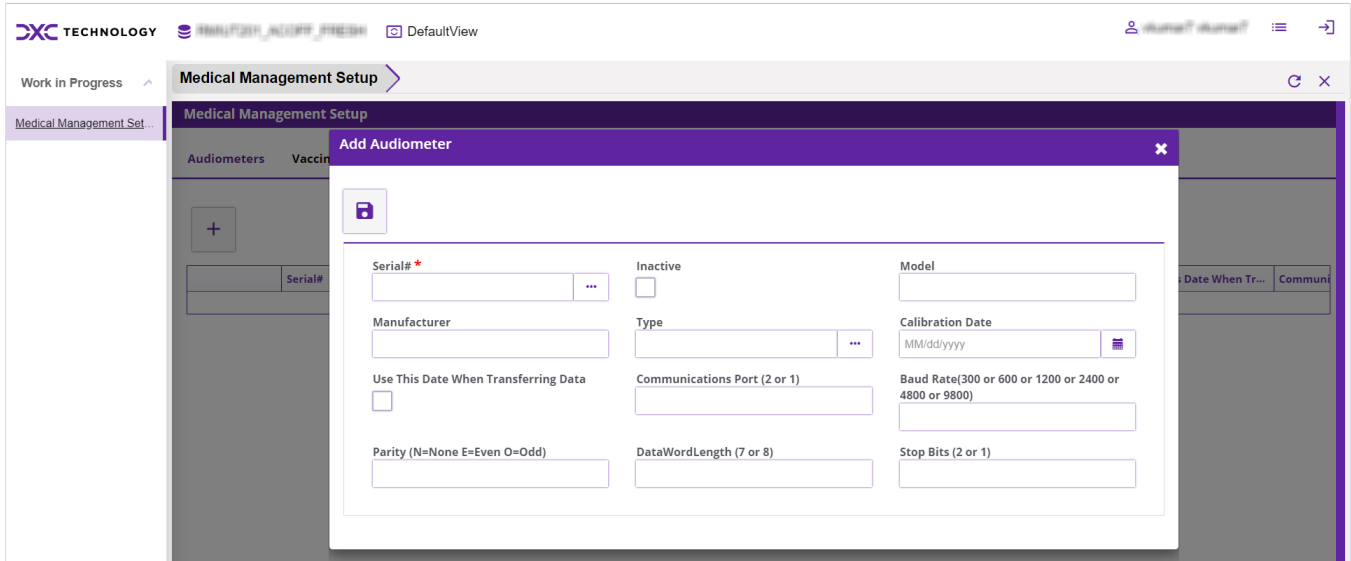 DXC TECHNOLOGY
DefaultView
Work in Progress
Medical Management Setup
Medical Management Set...
Medical Management Setup
Add Audiometer
Audiometers
Serial# *
Inactive
Model
Serial#
Date When Tr...
Manufacturer
Type
Calibration Date
MM/dd/yyyy
Use This Date When Transferring Data
Communications Port (2 or 1)
Baud Rate(300 or 600 or 1200 or 2400 or
4800 or 9800)
Parity (N=None E=Even O=Odd)
DataWordLength (7 or 8)
Stop Bits (2 or 1)